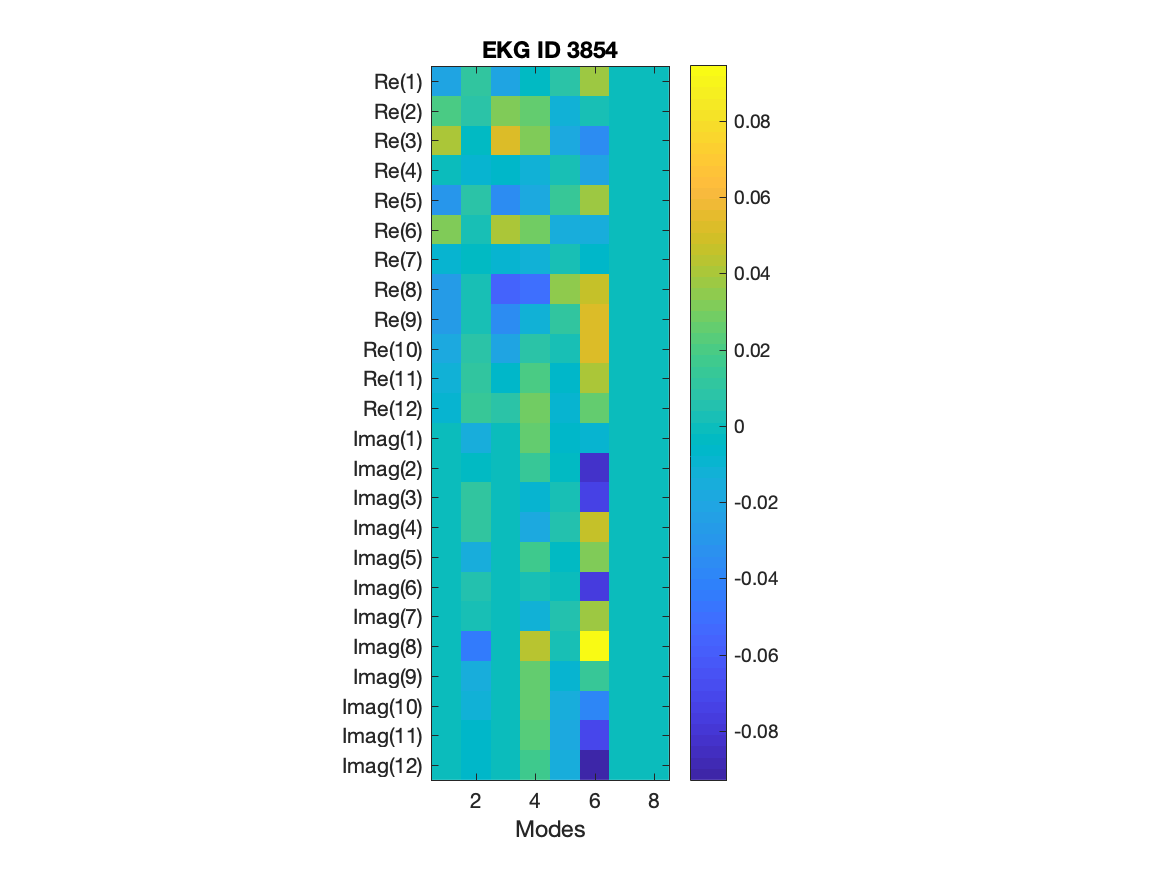 EKG ID 3854
Re(1)
Re(2)
Re(3)
Re(4)
Re(5)
Re(6)
Re(7)
Re(8)
Re(9)
Re(10)
Re(11)
Re(12)
Imag(1)
Imag(2)
Imag(3)
Imag(4)
Imag(5)
Imag(6)
Imag(7)
Imag(8)
Imag(9)
Imag(10)
Imag(11)
Imag(12)
2 4 6 8
Modes
0.08
0.06
0.04
0.02
0
-0.02
-0.04
-0.06
-0.08